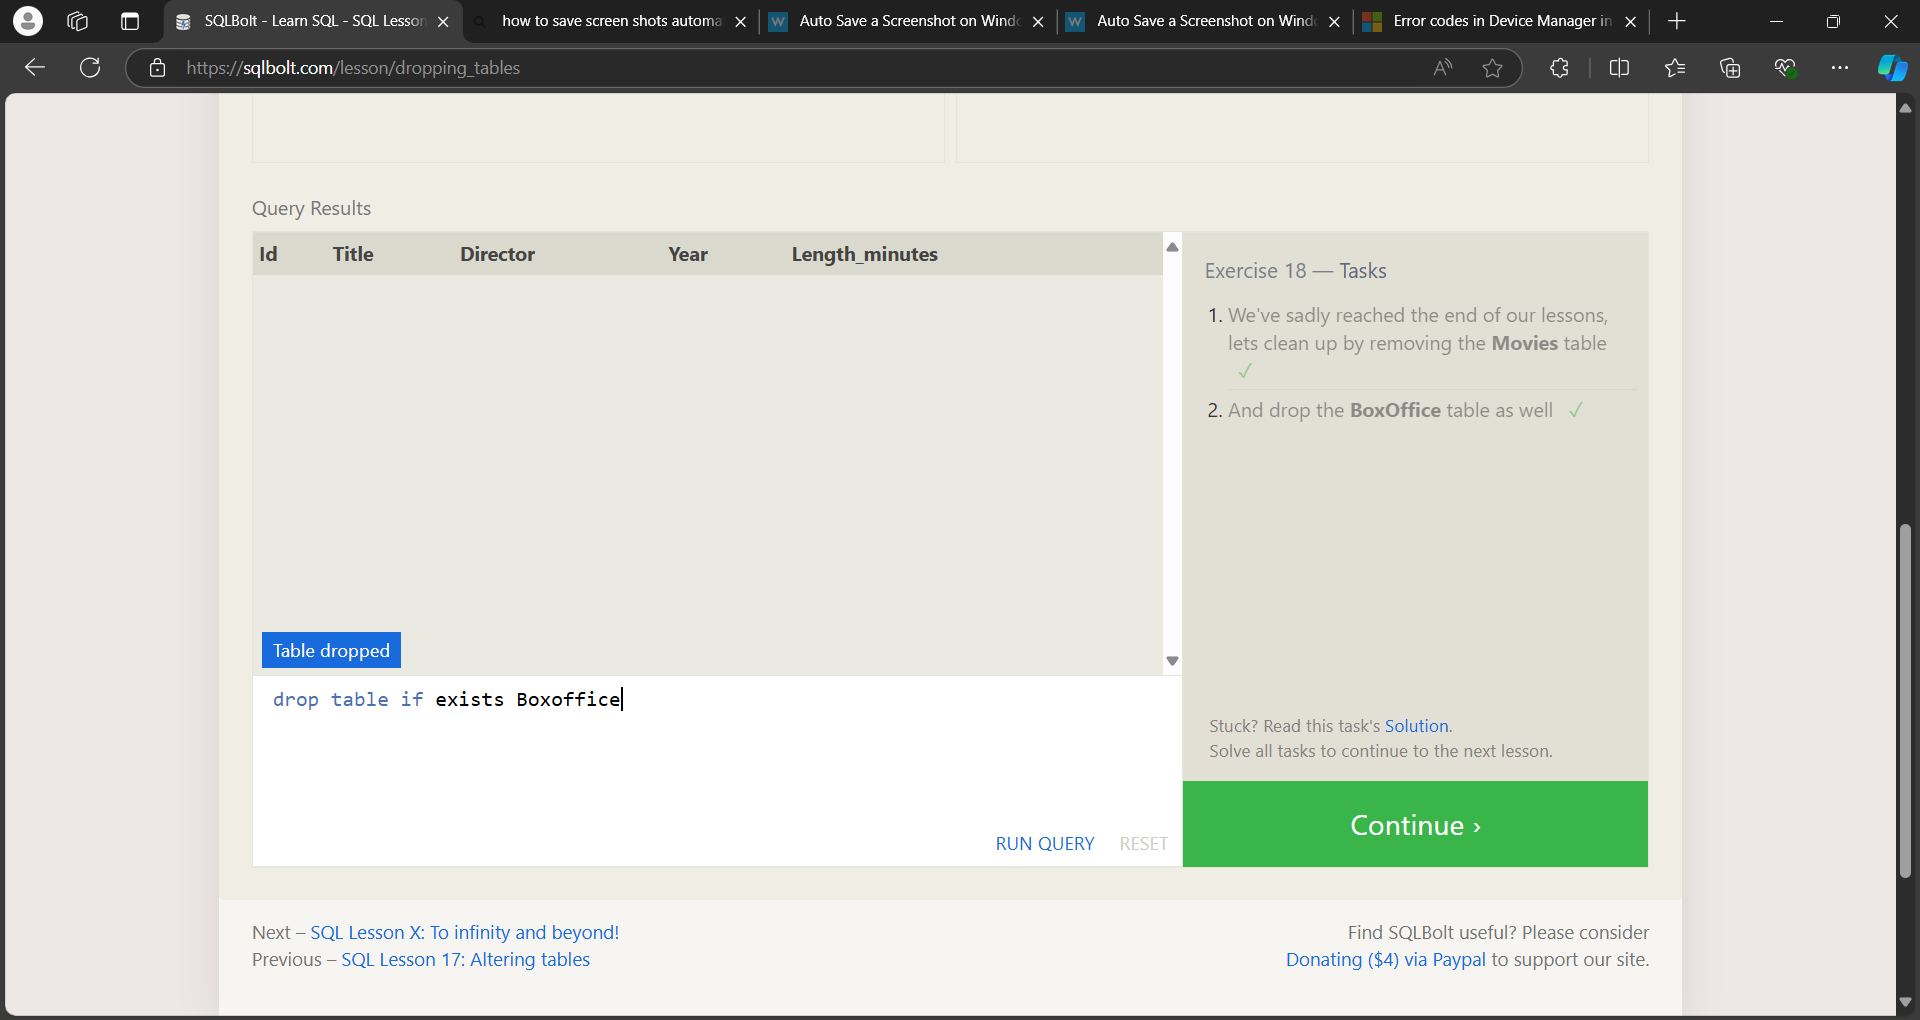 SQLBolt - Learn SQL - SQL Lesson
how to save screen shots automa
Auto Save a Screenshot on Windo
Auto Save a Screenshot on Windo
Error codes in Device Manager in
https://sqlbolt.com/lesson/dropping_tables
Query Results
Id Title Director Year Length_minutes
Table dropped
drop table if exists Boxoffice
RUN QUERY RESET
Exercise 18 — Tasks
1. We've sadly reached the end of our lessons,
lets clean up by removing the Movies table
✓
2. And drop the BoxOffice table as well ✓
Stuck? Read this task's Solution.
Solve all tasks to continue to the next lesson.
Continue ›
Next – SQL Lesson X: To infinity and beyond!
Previous – SQL Lesson 17: Altering tables
Find SQLBolt useful? Please consider
Donating ($4) via Paypal to support our site.